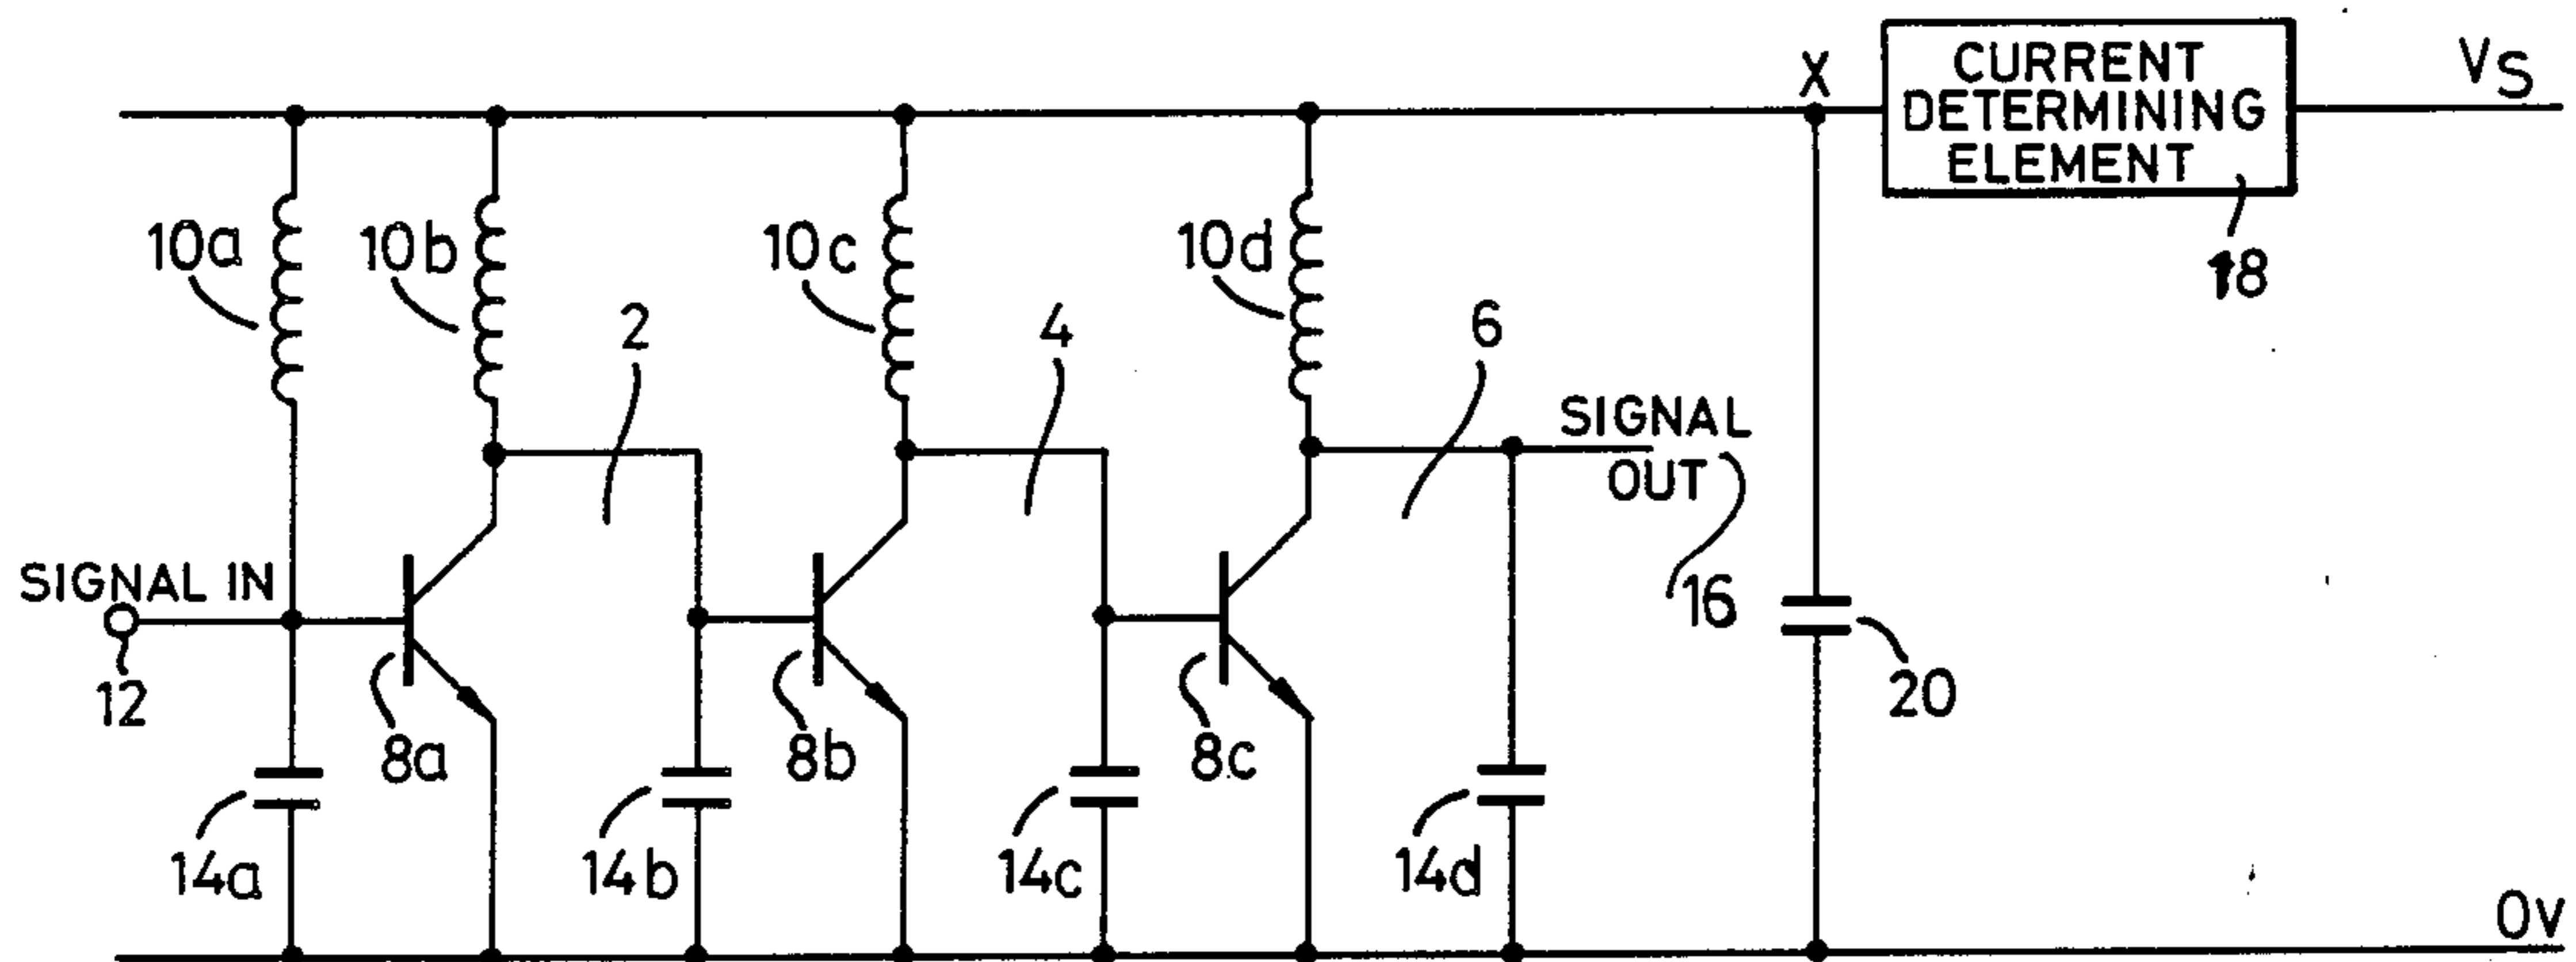 X
CURRENT
DETERMINING
ELEMENT
VS
18
10a
10b
10c
10d
2
4
6
SIGNAL
OUT
16
SIGNAL IN
12
8a
8b
8c
20
14a
14b
14c
14d
0v